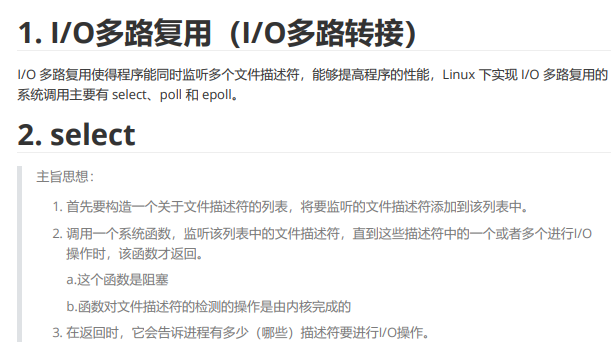 1. I/O多路复用（I/O多路转接）
I/O 多路复用使得程序能同时监听多个文件描述符，能够提高程序的性能，Linux 下实现 I/O 多路复用的
系统调用主要有 select、poll 和 epoll。
2. select
主旨思想：
1. 首先要构造一个关于文件描述符的列表，将要监听的文件描述符添加到该列表中。
2. 调用一个系统函数，监听该列表中的文件描述符，直到这些描述符中的一个或者多个进行I/O
操作时，该函数才返回。
a.这个函数是阻塞
b.函数对文件描述符的检测的操作是由内核完成的
3. 在返回时，它会告诉进程有多少（哪些）描述符要进行I/O操作。